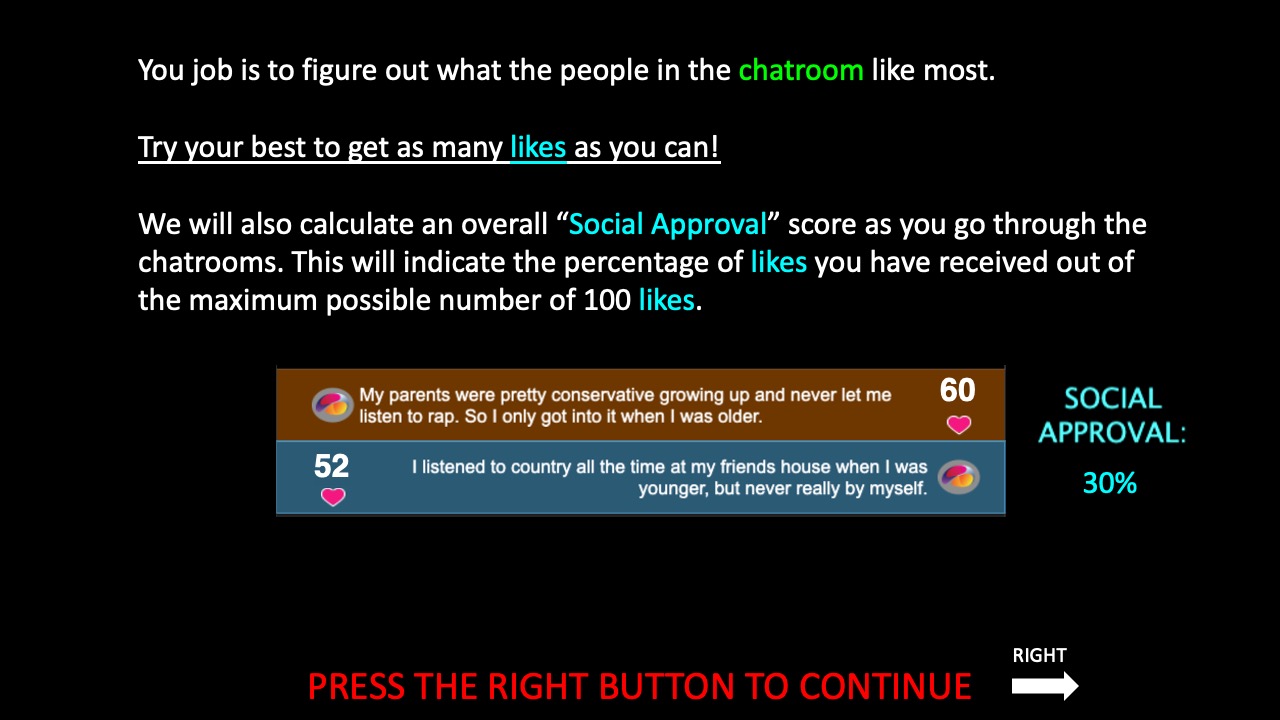 You job is to figure out what the people in the chatroom like most.
Try your best to get as many likes as you can!
We will also calculate an overall “Social Approval” score as you go through the
chatrooms. This will indicate the percentage of likes you have received out of
the maximum possible number of 100 likes.
My parents were pretty conservative growing up and never let me
listen to rap. So I only got into it when I was older.
60
52
I listened to country all the time at my friends house when I was
younger, but never really by myself.
SOCIAL
APPROVAL:
30%
RIGHT
PRESS THE RIGHT BUTTON TO CONTINUE